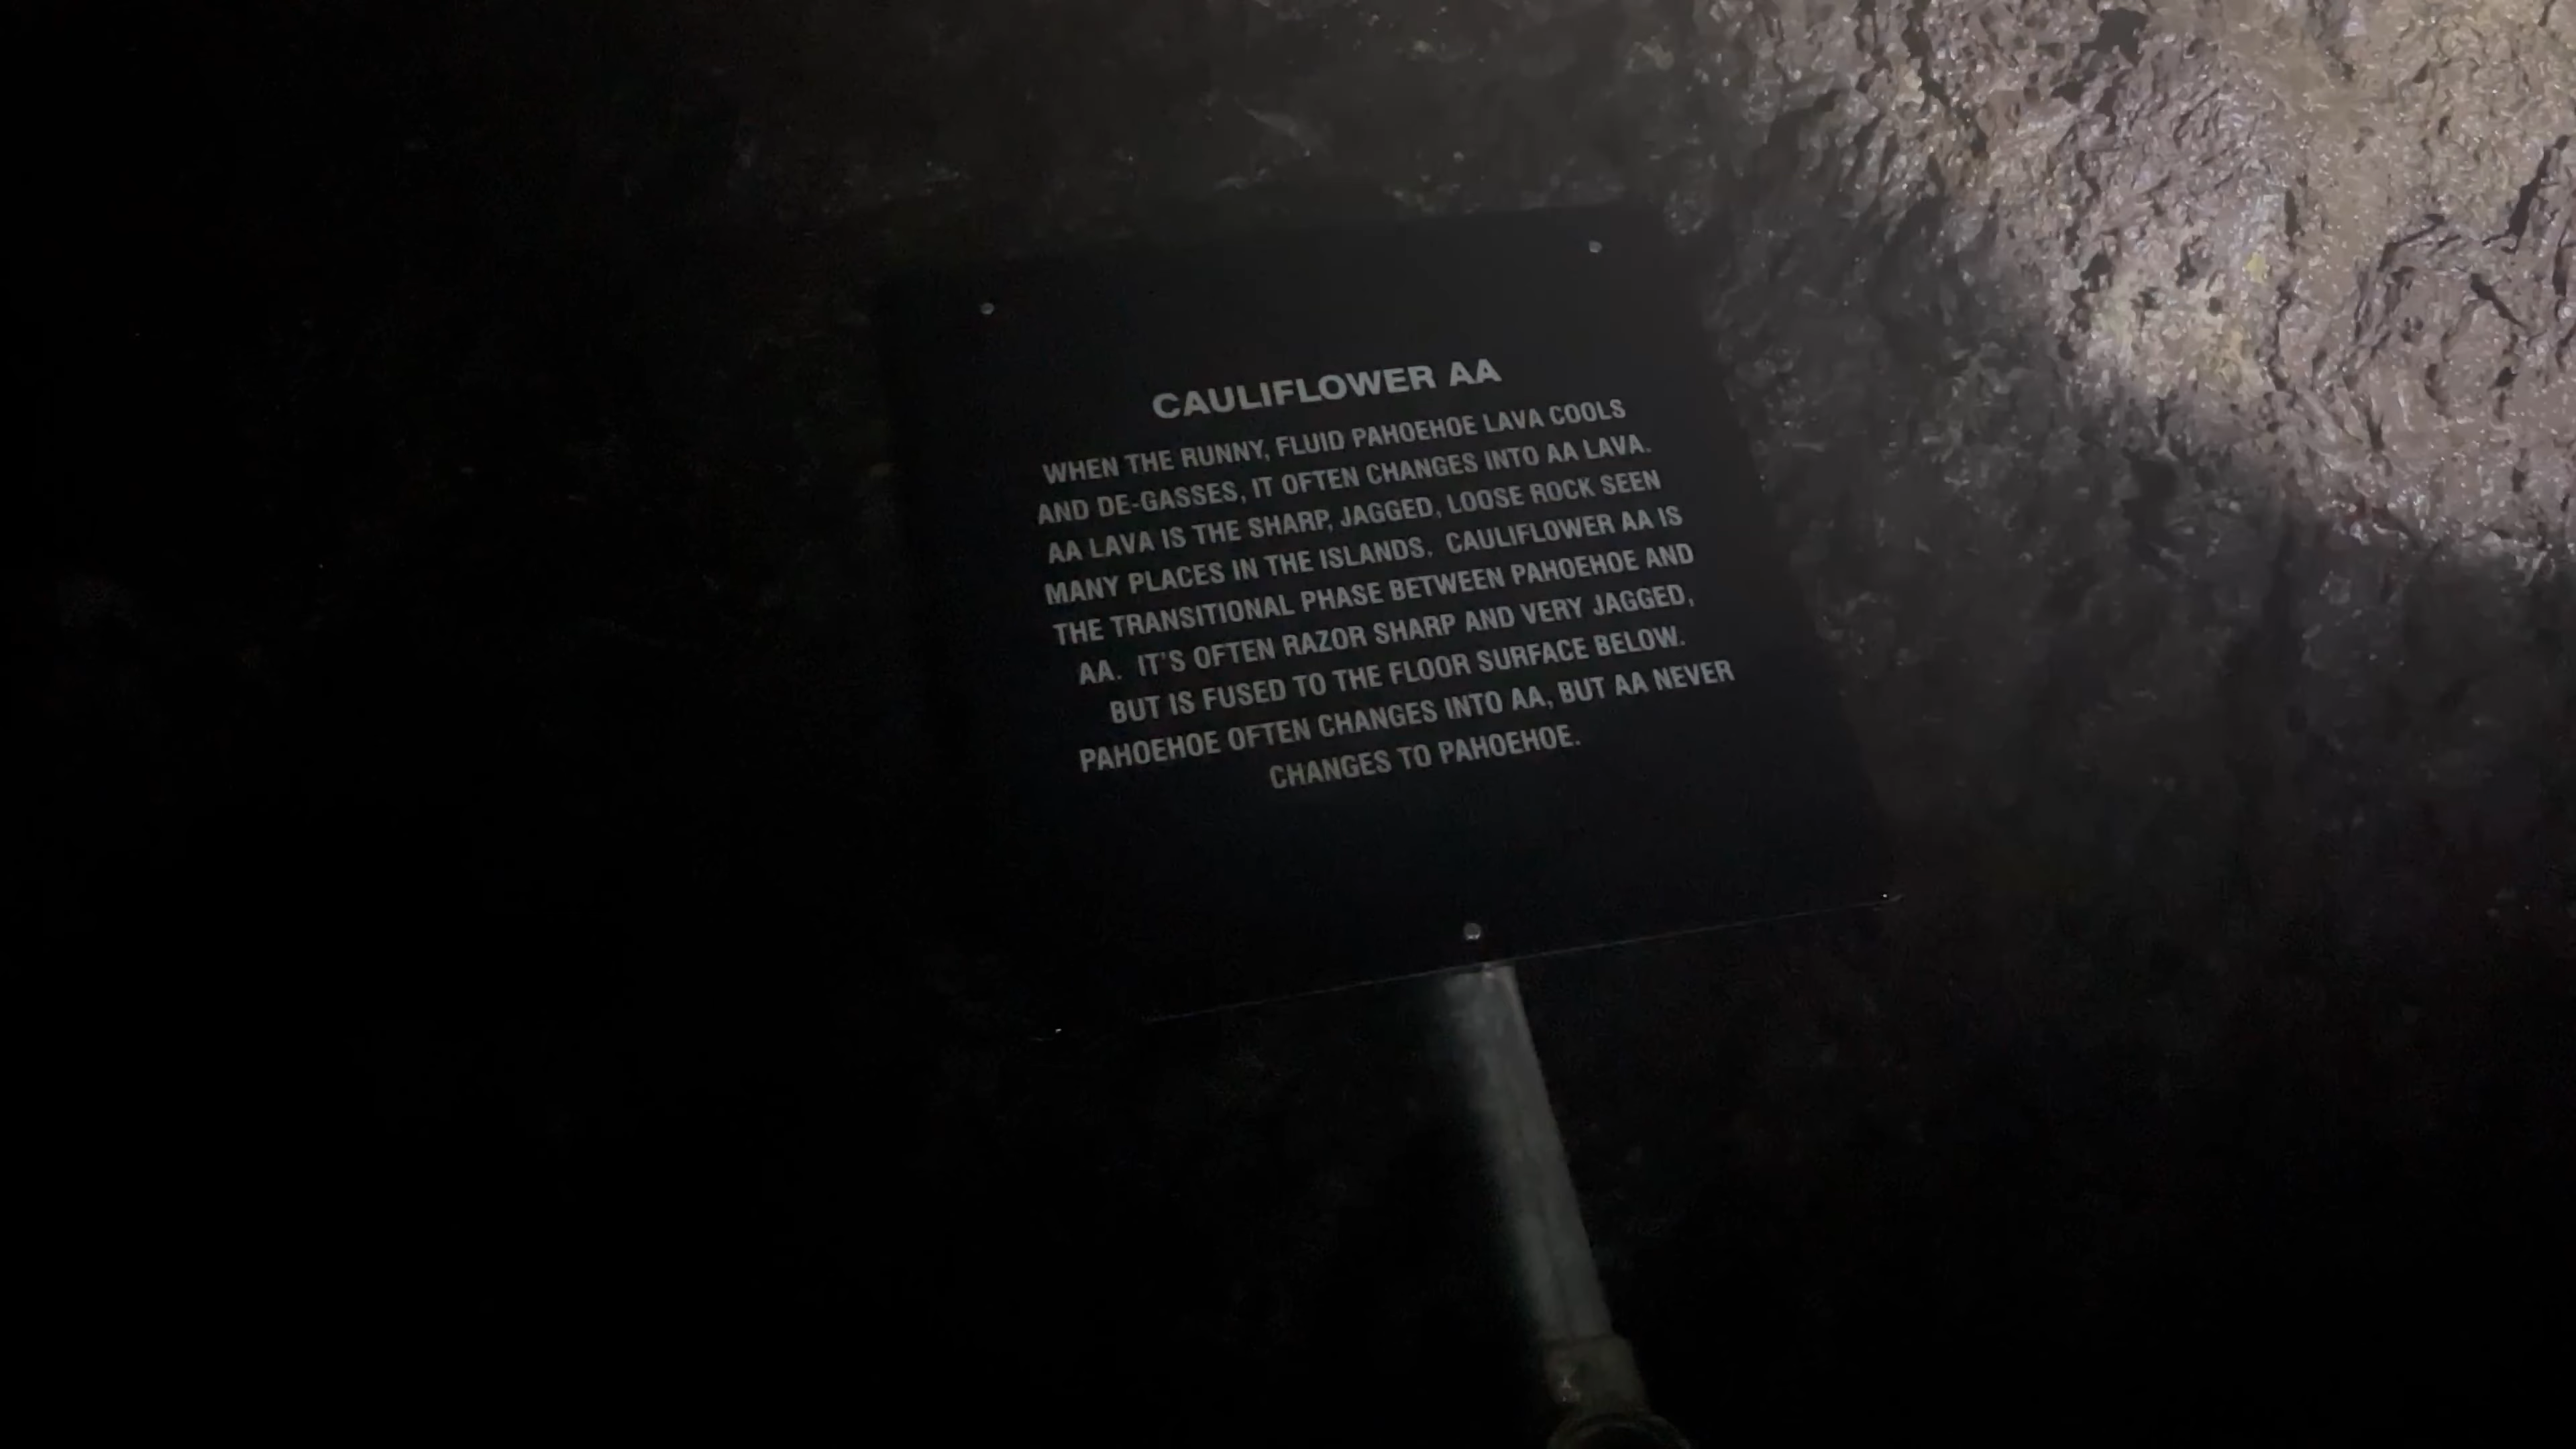 CAULIFLOWER AA
WHEN THE RUNNY, FLUID PAHOEHOE LAVA COOLS
AND DE-GASSES, IT OFTEN CHANGES INTO AA LAVA.
AA LAVA IS THE SHARP, JAGGED, LOOSE ROCK SEEN
MANY PLACES IN THE ISLANDS. CAULIFLOWER AA IS
THE TRANSITIONAL PHASE BETWEEN PAHOEHOE AND
AA. IT'S OFTEN RAZOR SHARP AND VERY JAGGED,
BUT IS FUSED TO THE FLOOR SURFACE BELOW.
PAHOEHOE OFTEN CHANGES INTO AA, BUT AA NEVER
CHANGES TO PAHOEHOE.